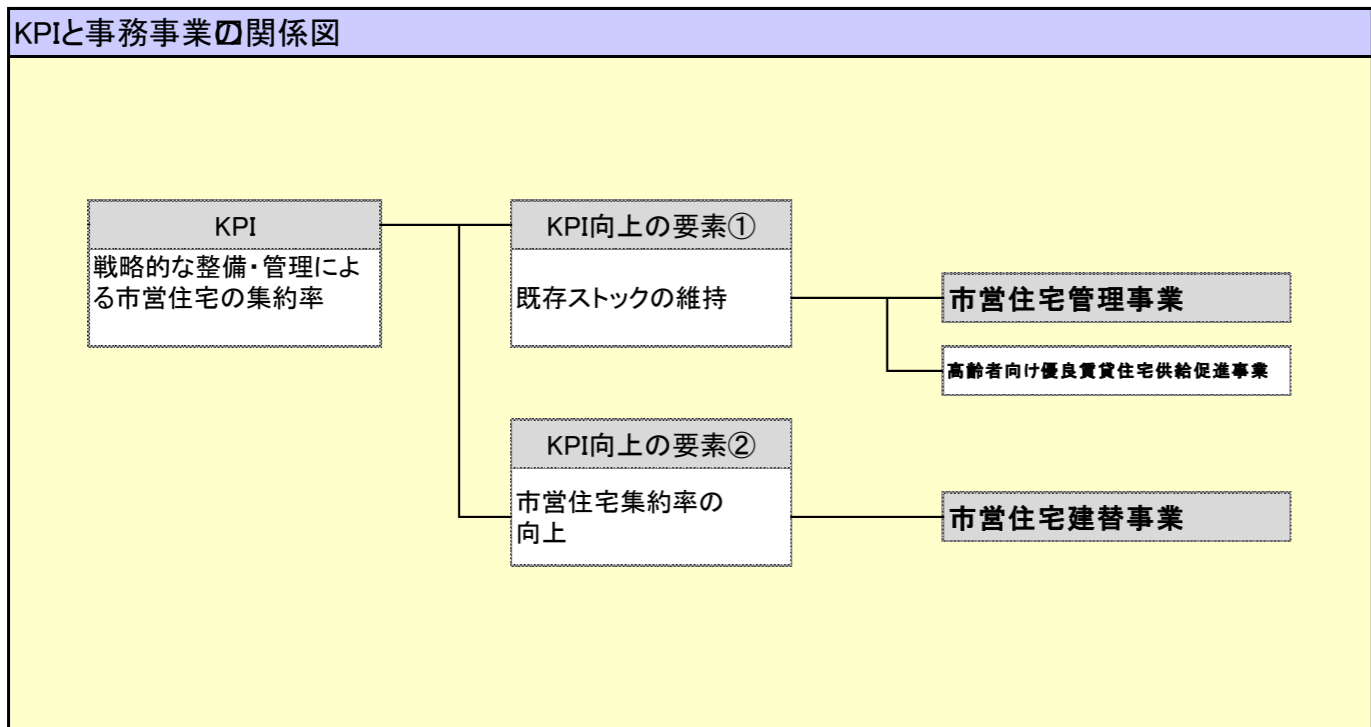 KPIと事務事業の関係図
KPI
戦略的な整備・管理によ
る市営住宅の集約率
KPI向上の要素①
既存ストックの維持
市営住宅管理事業
高齢者向け優良賃貸住宅供給促進事業
KPI向上の要素②
市営住宅集約率の
向上
市営住宅建替事業